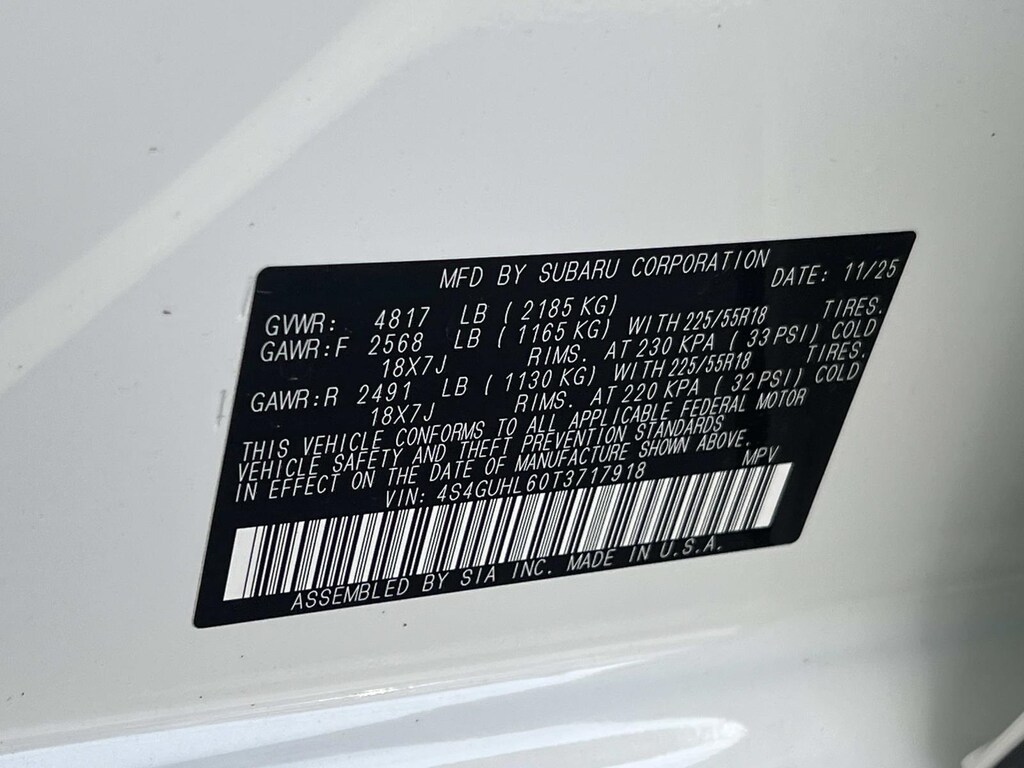 MFD BY SUBARU CORPORATION DATE: 11/25
GVWR: 4817 LB ( 2185 KG)
GAWR:F 2568 LB ( 1165 KG) WITH 225/55R18 TIRES.
18X7J RIMS. AT 230 KPA ( 33 PSI) COLD
GAWR:R 2491 LB ( 1130 KG) WITH 225/55R18 TIRES.
18X7J RIMS. AT 220 KPA ( 32 PSI) COLD
THIS VEHICLE CONFORMS TO ALL APPLICABLE FEDERAL MOTOR
VEHICLE SAFETY AND THEFT PREVENTION STANDARDS
IN EFFECT ON THE DATE OF MANUFACTURE SHOWN ABOVE.
VIN: 4S4GUHL60T3717918 MPV
ASSEMBLED BY SIA INC. MADE IN U.S.A.